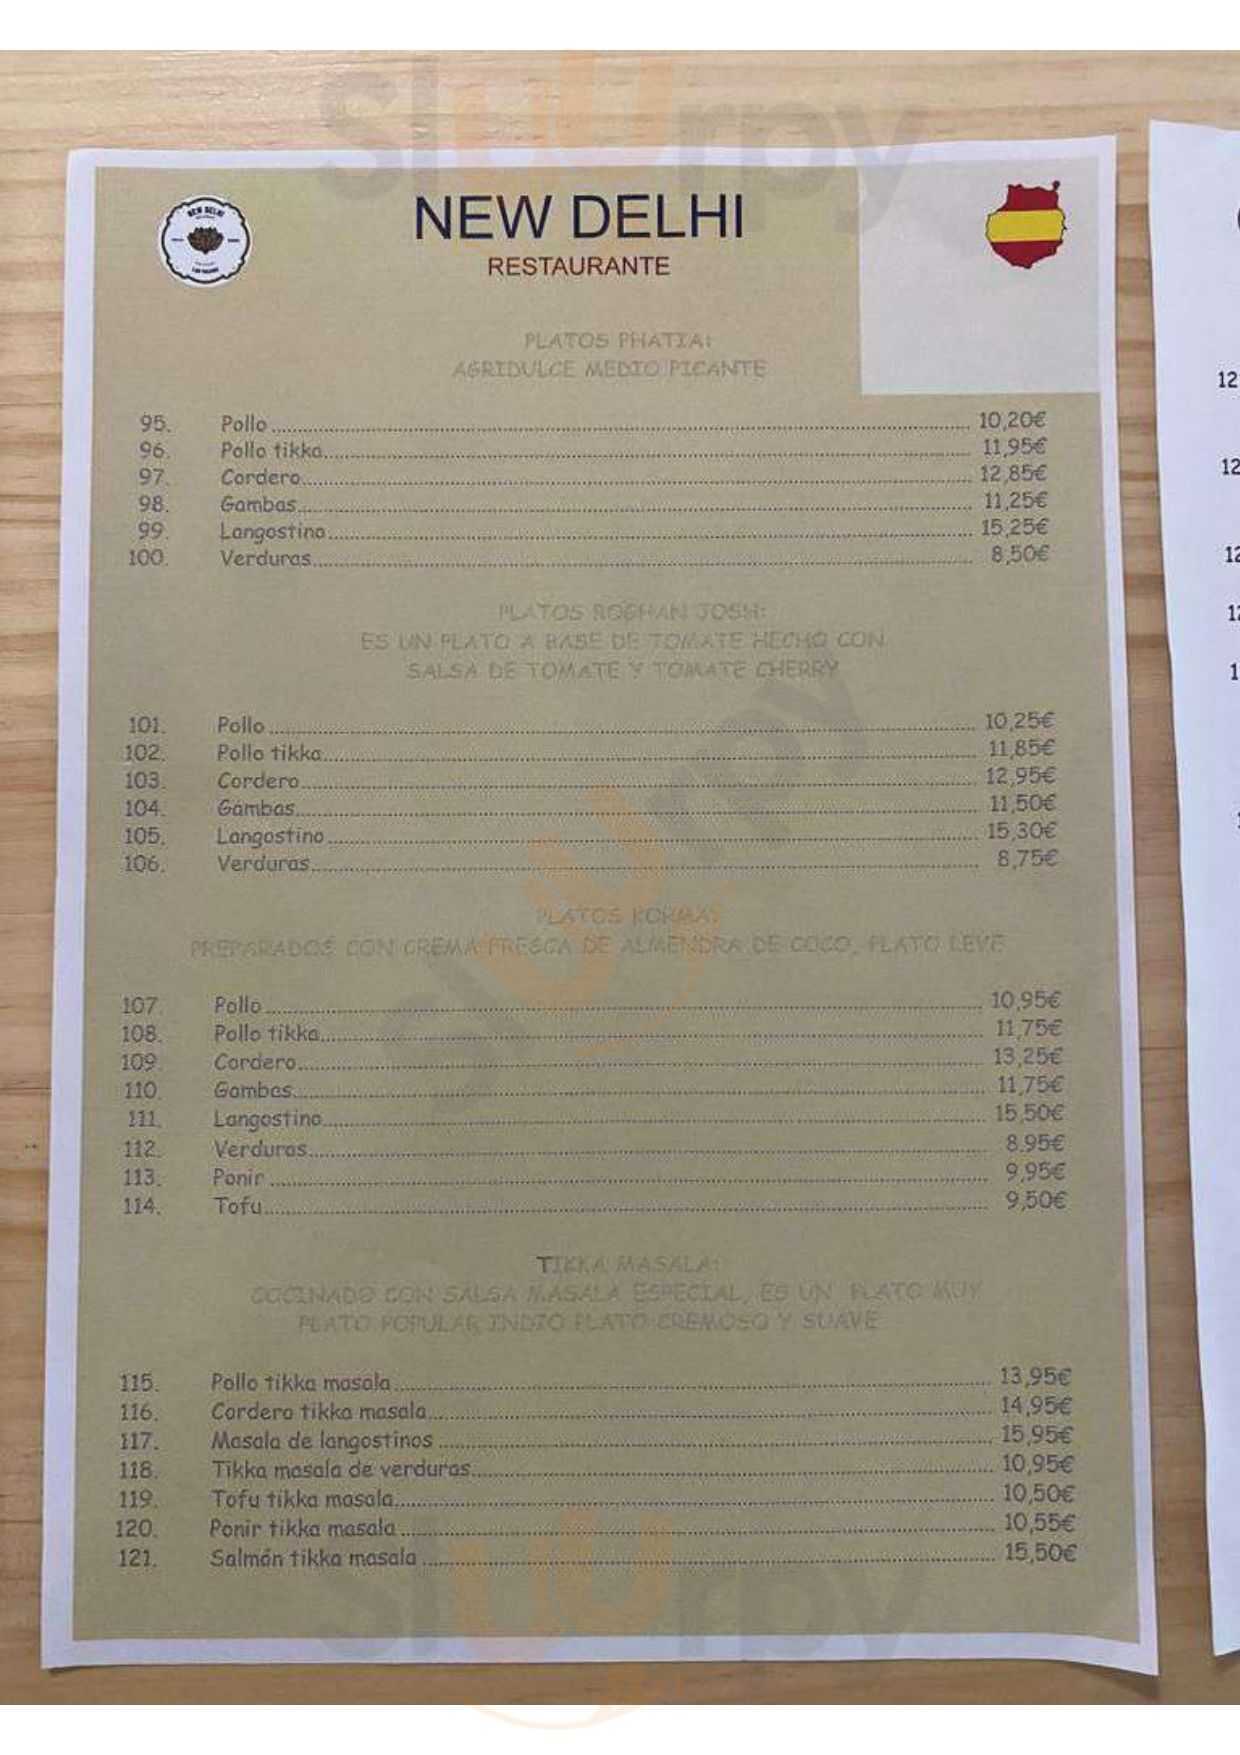 sluurpy
NEW DELHI
NEW DELHI
RESTAURANTE
PLATOS PHATIA:
AGRIDULCE MEDIO PICANTE
95. Pollo 10,20€
96. Pollo tikka 11,95€
97. Cordero 12,85€
98. Gambas 11,25€
99. Langostino 15,25€
100. Verduras 8,50€
PLATOS ROGHAN JOSH:
ES UN PLATO A BASE DE TOMATE HECHO CON
SALSA DE TOMATE Y TOMATE CHERRY
101. Pollo 10,25€
102. Pollo tikka 11,85€
103. Cordero 12,95€
104. Gambas 11,50€
105. Langostino 15,30€
106. Verduras 8,75€
sluurpy
PLATOS KORMA:
PREPARADOS CON CREMA FRESCA DE ALMENDRA DE COCO, PLATO LEVE
107. Pollo 10,95€
108. Pollo tikka 11,75€
109. Cordero 13,25€
110. Gambas 11,75€
111. Langostino 15,50€
112. Verduras 8.95€
113. Ponir 9,95€
114. Tofu 9,50€
TIKKA MASALA:
COCINADO CON SALSA MASALA ESPECIAL, ES UN PLATO MUY
PLATO POPULAR INDIO PLATO CREMOSO Y SUAVE
115. Pollo tikka masala 13,95€
116. Cordero tikka masala 14,95€
117. Masala de langostinos 15,95€
118. Tikka masala de verduras 10,95€
119. Tofu tikka masala 10,50€
120. Ponir tikka masala 10,55€
121. Salmón tikka masala 15,50€
sluurpy